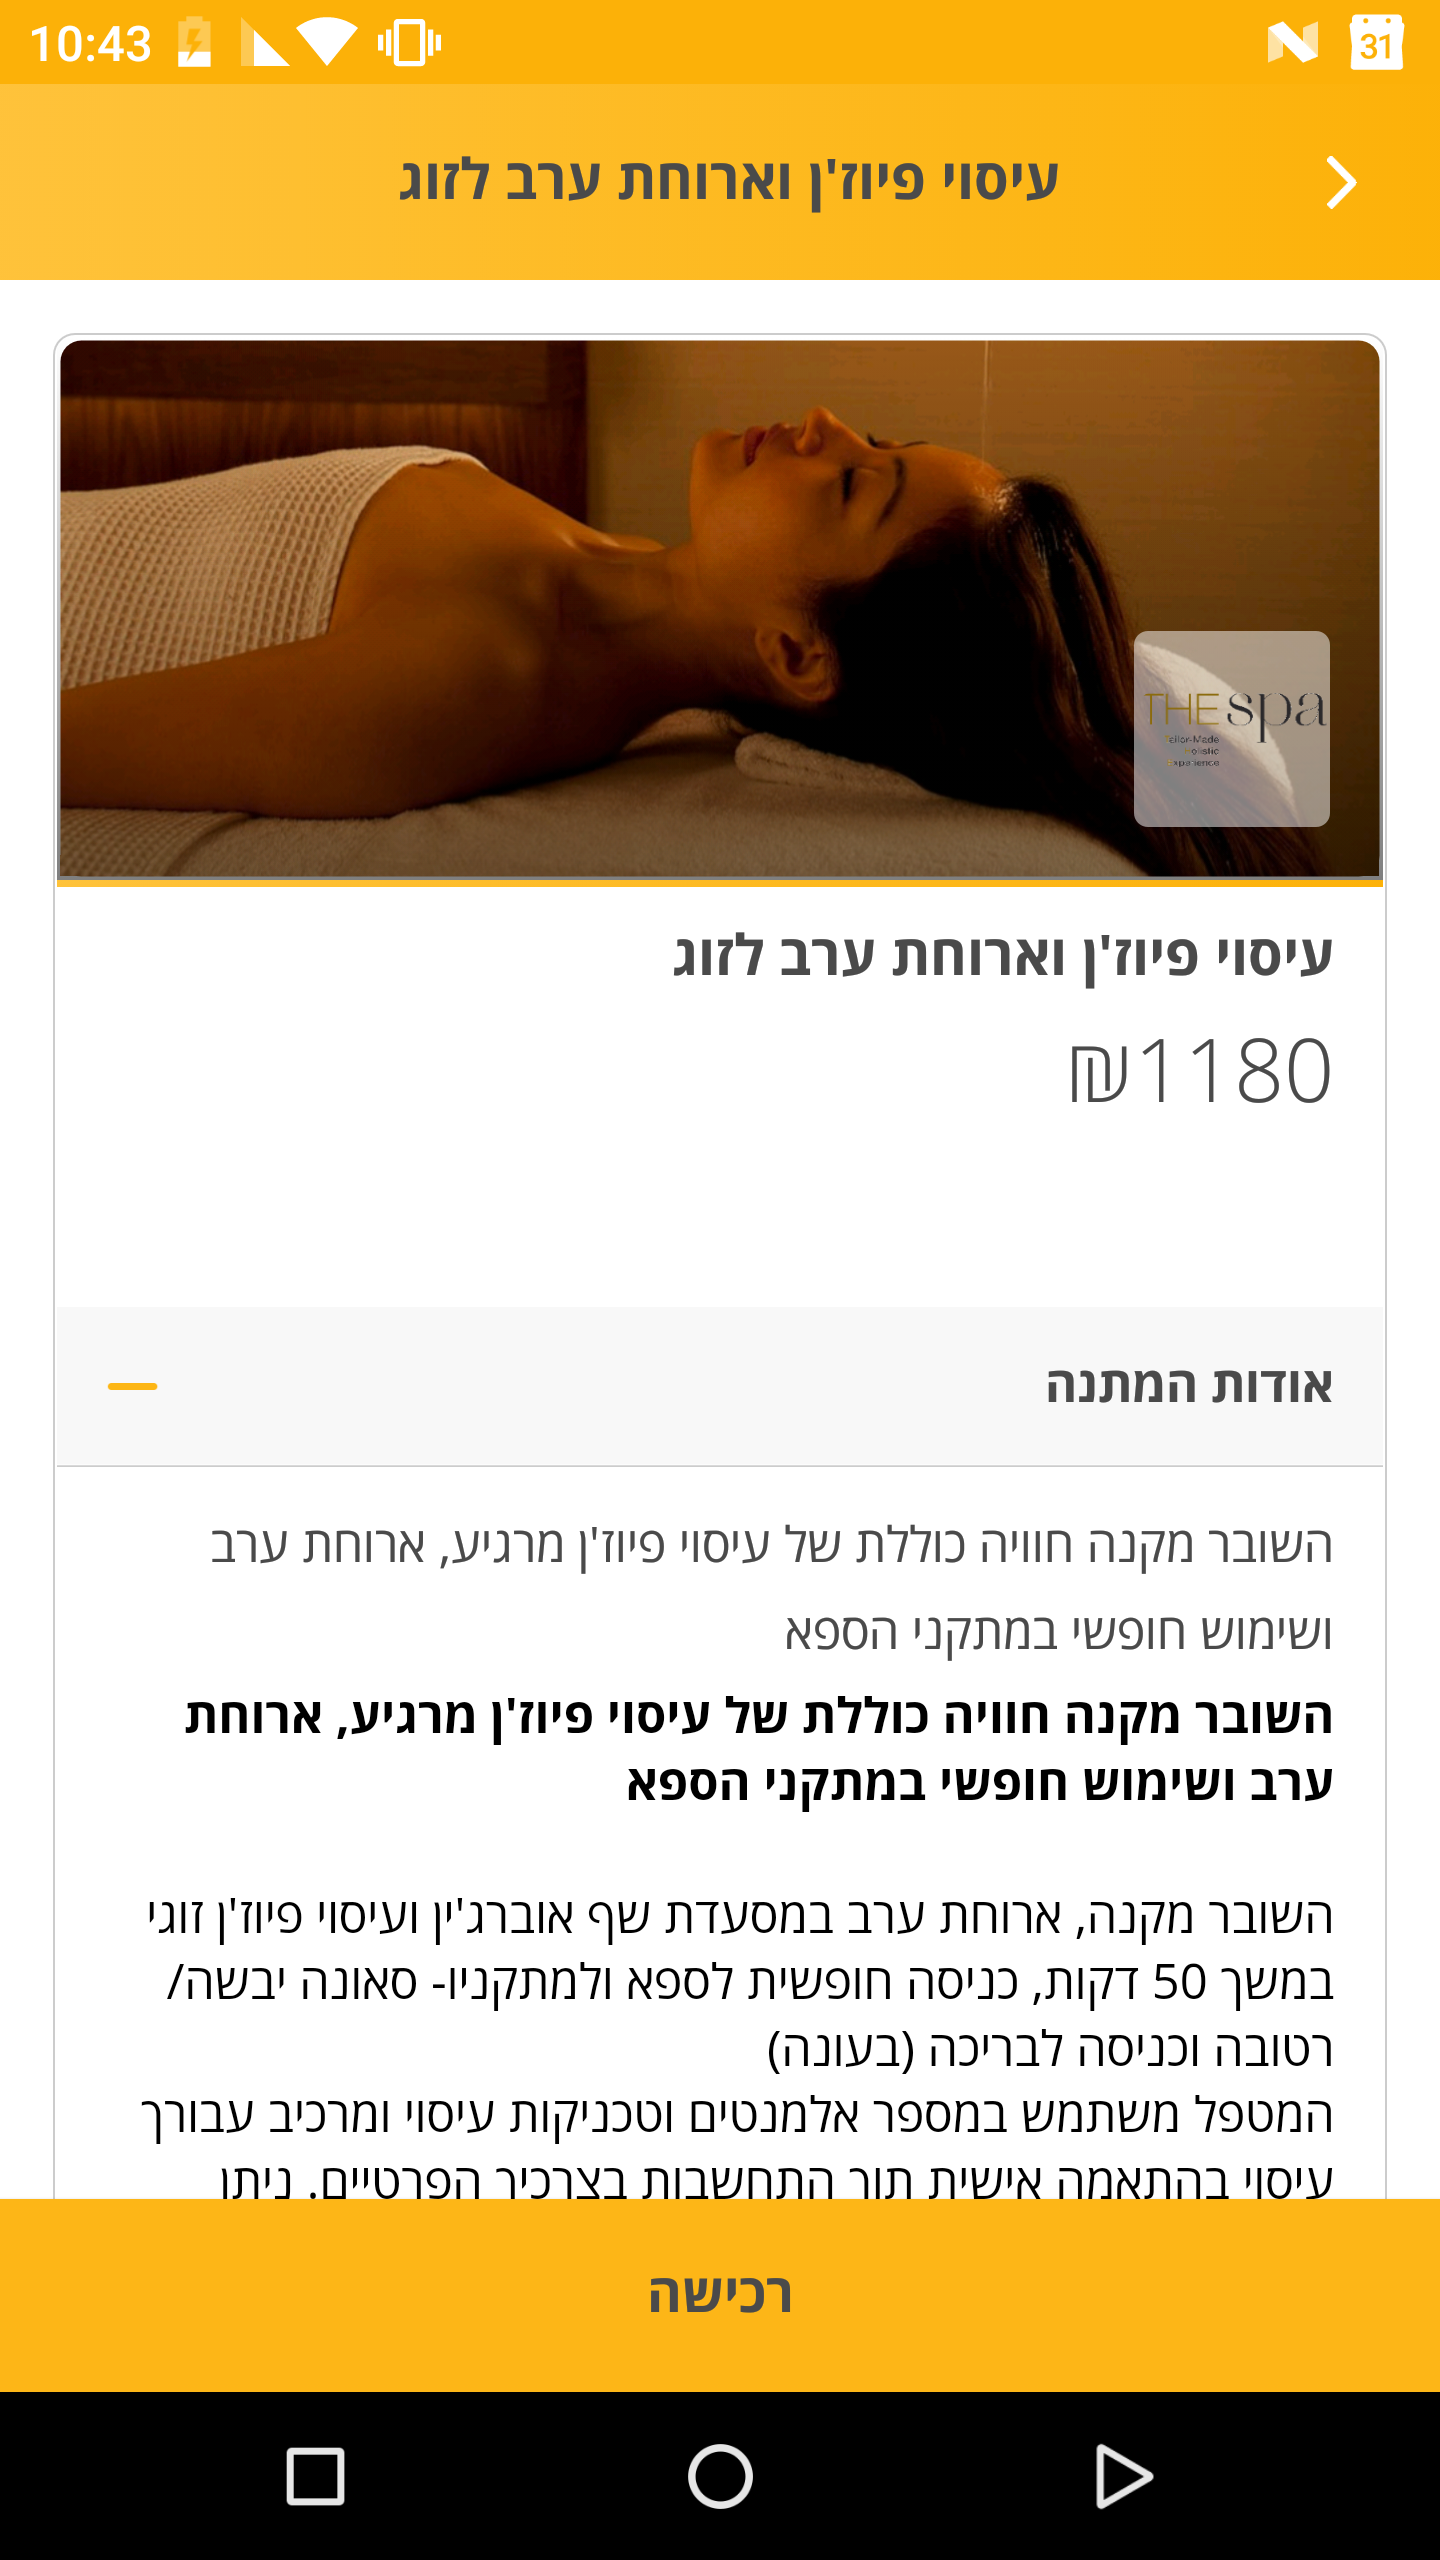 10:43
31
עיסוי פיוז'ן וארוחת ערב לזוג
THE spa
Tailor-Made
Holistic
Experience
עיסוי פיוז'ן וארוחת ערב לזוג
₪1180
אודות המתנה
השובר מקנה חוויה כוללת של עיסוי פיוז'ן מרגיע, ארוחת ערב
ושימוש חופשי במתקני הספא
השובר מקנה חוויה כוללת של עיסוי פיוז'ן מרגיע, ארוחת
ערב ושימוש חופשי במתקני הספא
השובר מקנה, ארוחת ערב במסעדת שף אוברג'ין ועיסוי פיוז'ן זוגי
במשך 50 דקות, כניסה חופשית לספא ולמתקניו- סאונה יבשה/
רטובה וכניסה לבריכה (בעונה)
המטפל משתמש במספר אלמנטים וטכניקות עיסוי ומרכיב עבורך
עיסוי בהתאמה אישית תוך התחשבות בצרכיך הפרטיים. ניתן
רכישה